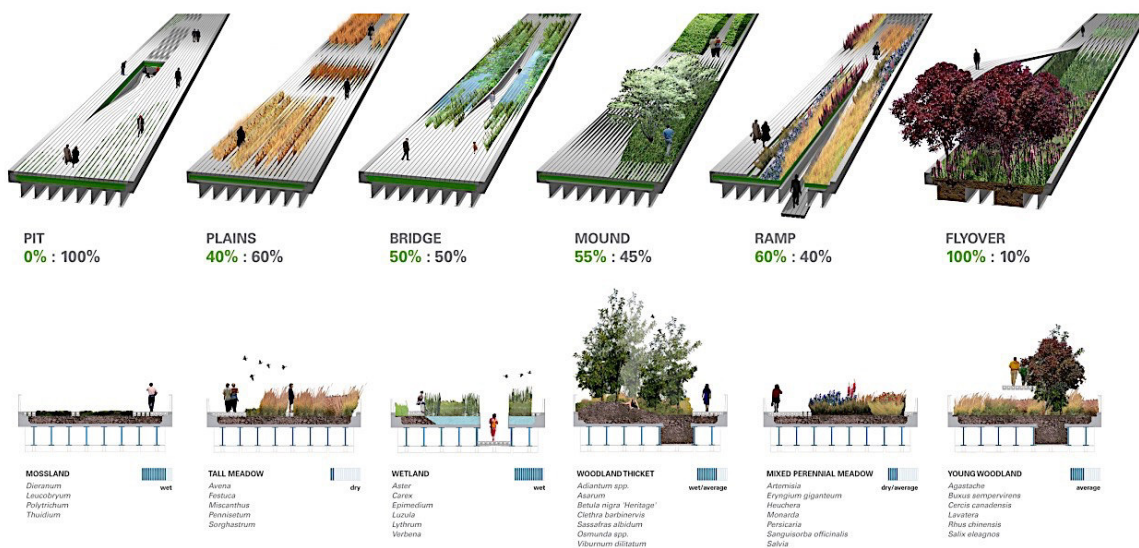 PIT
0% : 100%
PLAINS
40% : 60%
BRIDGE
50% : 50%
MOUND
55% : 45%
RAMP
60% : 40%
FLYOVER
100% : 10%
MOSSLAND
wet
Dieranum
Leucobryum
Polytrichum
Thuidium
TALL MEADOW
dry
Avena
Festuca
Miscanthus
Pennisetum
Sorghastrum
WETLAND
wet
Aster
Carex
Epimedium
Luzula
Lythrum
Verbena
WOODLAND THICKET
wet/average
Adiantum spp.
Asarum
Betula nigra 'Heritage'
Clethra barbinervis
Sassafras albidum
Osmunda spp.
Viburnum dilitatum
MIXED PERENNIAL MEADOW
dry/average
Artemisia
Eryngium giganteum
Heuchera
Monarda
Persicaria
Sanguisorba officinalis
Salvia
YOUNG WOODLAND
average
Agastache
Buxus sempervirens
Cercis canadensis
Lavatera
Rhus chinensis
Salix eleagnos